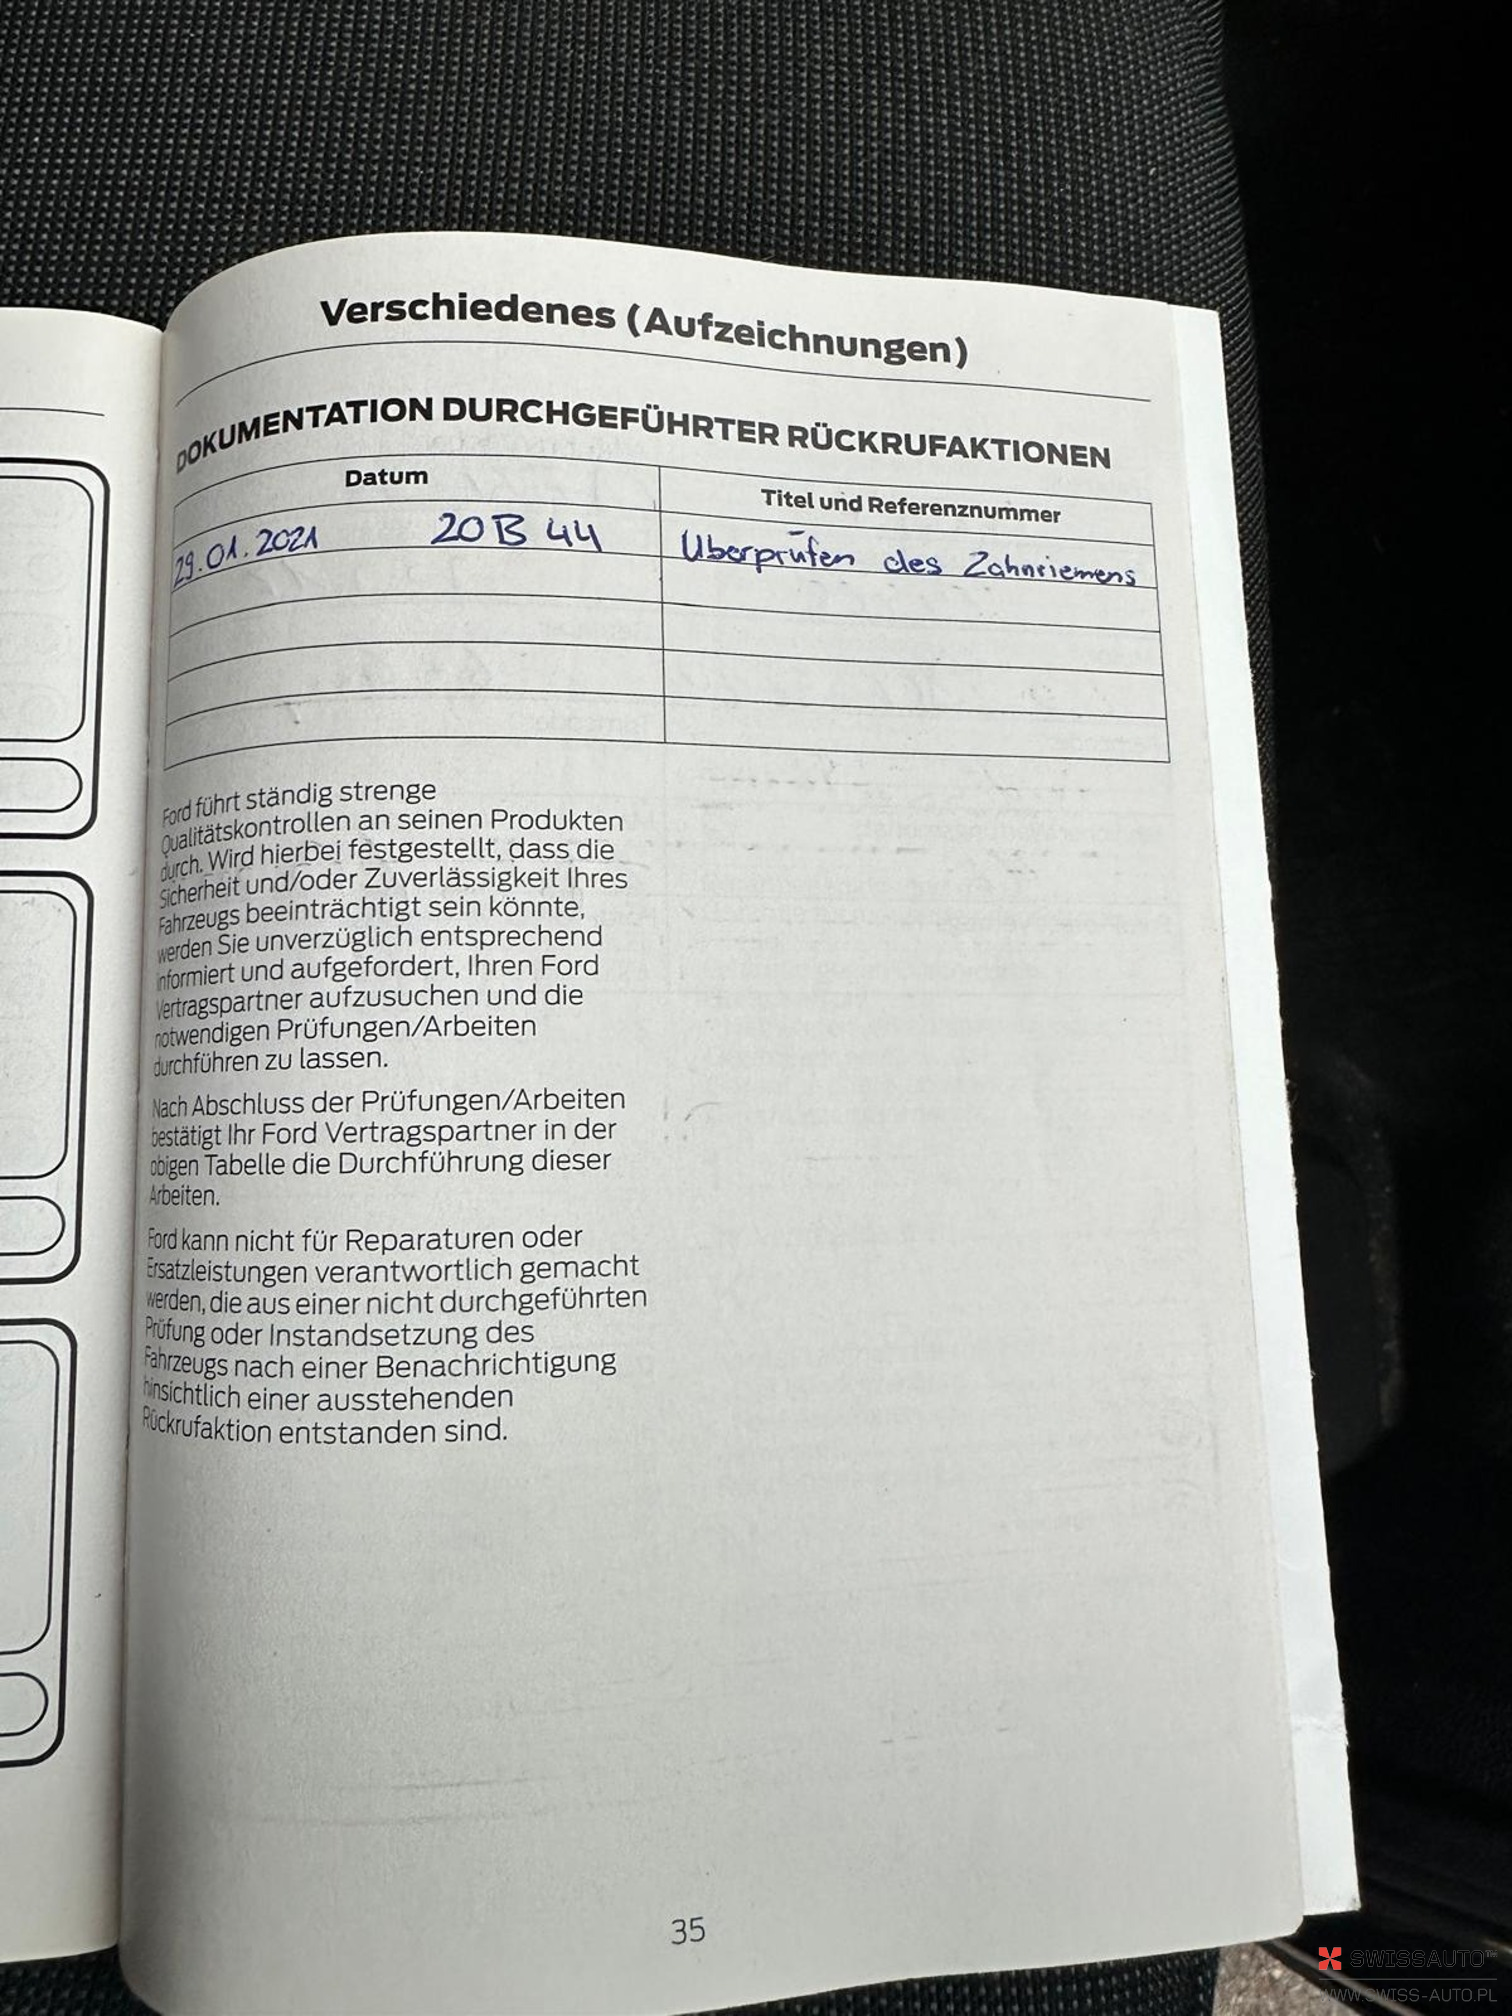 Verschiedenes (Aufzeichnungen)
DOKUMENTATION DURCHGEFÜHRTER RÜCKRUFAKTIONEN
Datum
Titel und Referenznummer
29.01.2021 20B44 Überprüfen des Zahnriemens
Ford führt ständig strenge
Qualitätskontrollen an seinen Produkten
durch. Wird hierbei festgestellt, dass die
Sicherheit und/oder Zuverlässigkeit Ihres
Fahrzeugs beeinträchtigt sein könnte,
werden Sie unverzüglich entsprechend
informiert und aufgefordert, Ihren Ford
Vertragspartner aufzusuchen und die
notwendigen Prüfungen/Arbeiten
durchführen zu lassen.
Nach Abschluss der Prüfungen/Arbeiten
bestätigt Ihr Ford Vertragspartner in der
obigen Tabelle die Durchführung dieser
Arbeiten.
Ford kann nicht für Reparaturen oder
Ersatzleistungen verantwortlich gemacht
werden, die aus einer nicht durchgeführten
Prüfung oder Instandsetzung des
Fahrzeugs nach einer Benachrichtigung
hinsichtlich einer ausstehenden
Rückrufaktion entstanden sind.
35
SWISSAUTO™
WWW.SWISS-AUTO.PL